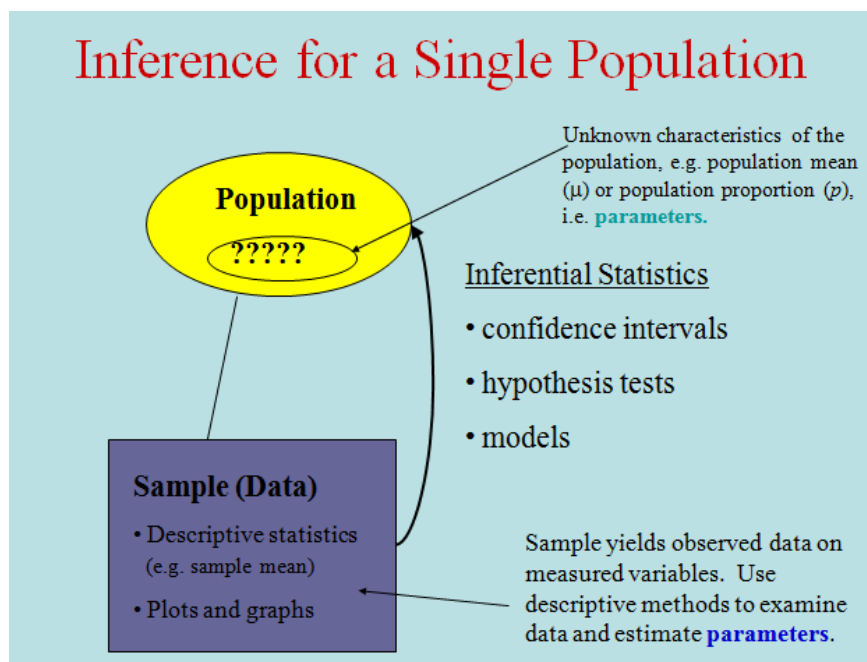 Inference for a Single Population
Unknown characteristics of the
population, e.g. population mean
(μ) or population proportion (p),
i.e. parameters.
Population
?????
Inferential Statistics
• confidence intervals
• hypothesis tests
• models
Sample (Data)
• Descriptive statistics
(e.g. sample mean)
• Plots and graphs
Sample yields observed data on
measured variables. Use
descriptive methods to examine
data and estimate parameters.